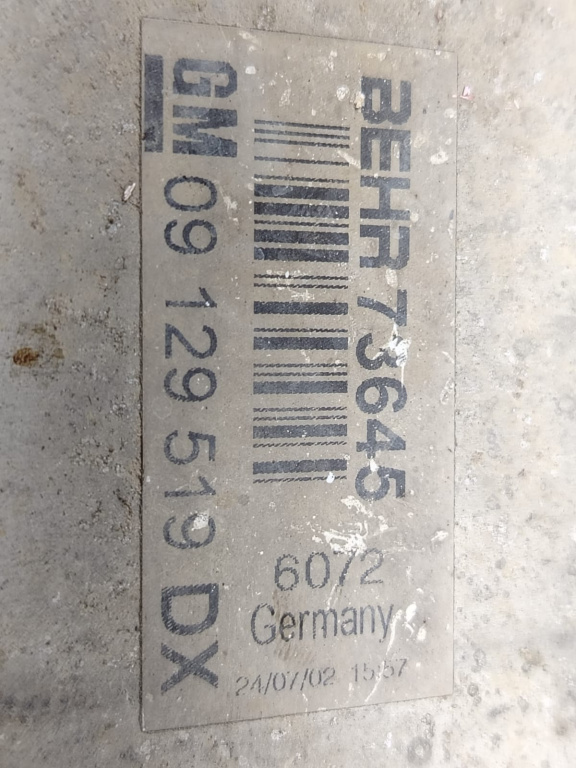 BEHR 73645
GM 09 129 519 DX
6072
Germany
24/07/02 15:57